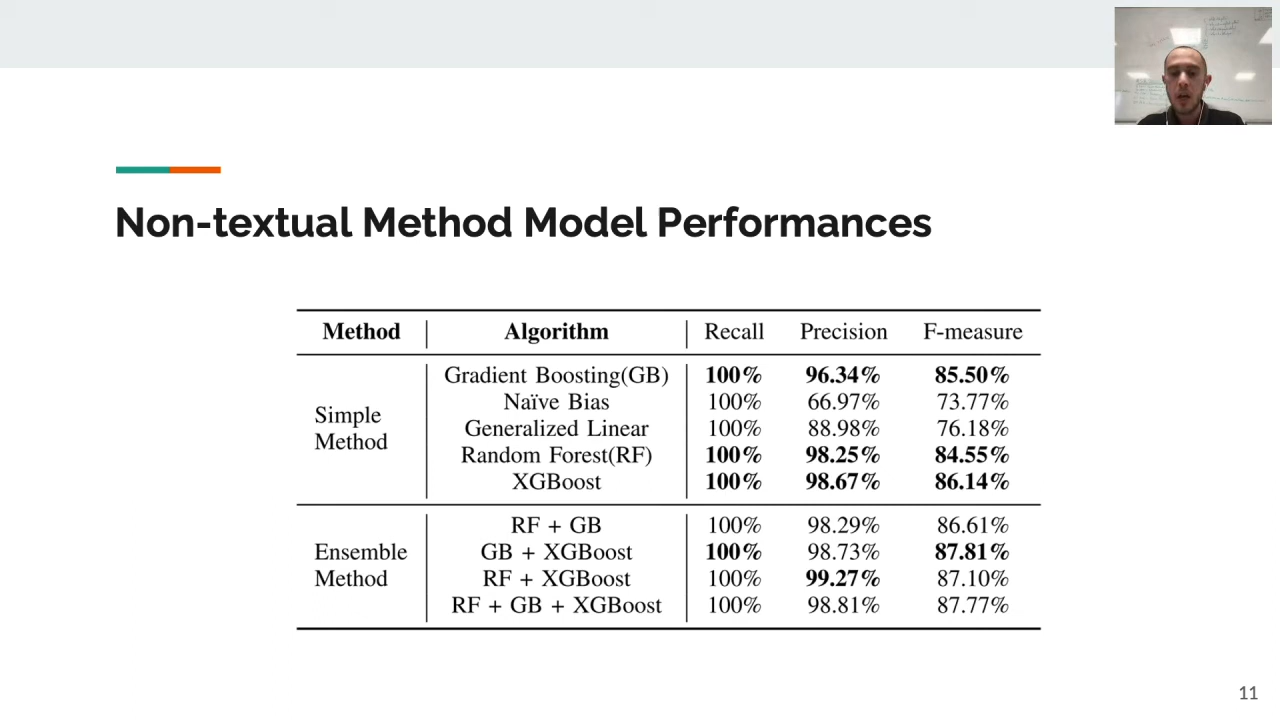 Non-textual Method Model Performances
Method Algorithm Recall Precision F-measure
Simple Method
Gradient Boosting(GB) 100% 96.34% 85.50%
Naïve Bias 100% 66.97% 73.77%
Generalized Linear 100% 88.98% 76.18%
Random Forest(RF) 100% 98.25% 84.55%
XGBoost 100% 98.67% 86.14%
Ensemble Method
RF + GB 100% 98.29% 86.61%
GB + XGBoost 100% 98.73% 87.81%
RF + XGBoost 100% 99.27% 87.10%
RF + GB + XGBoost 100% 98.81% 87.77%
11